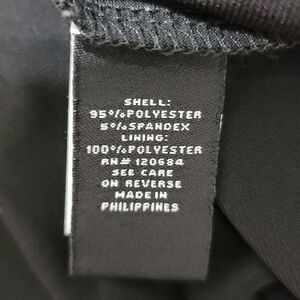 SHELL:
95%POLYESTER
5%SPANDEX
LINING:
100%POLYESTER
RN# 120684
SEE CARE
ON REVERSE
MADE IN
PHILIPPINES